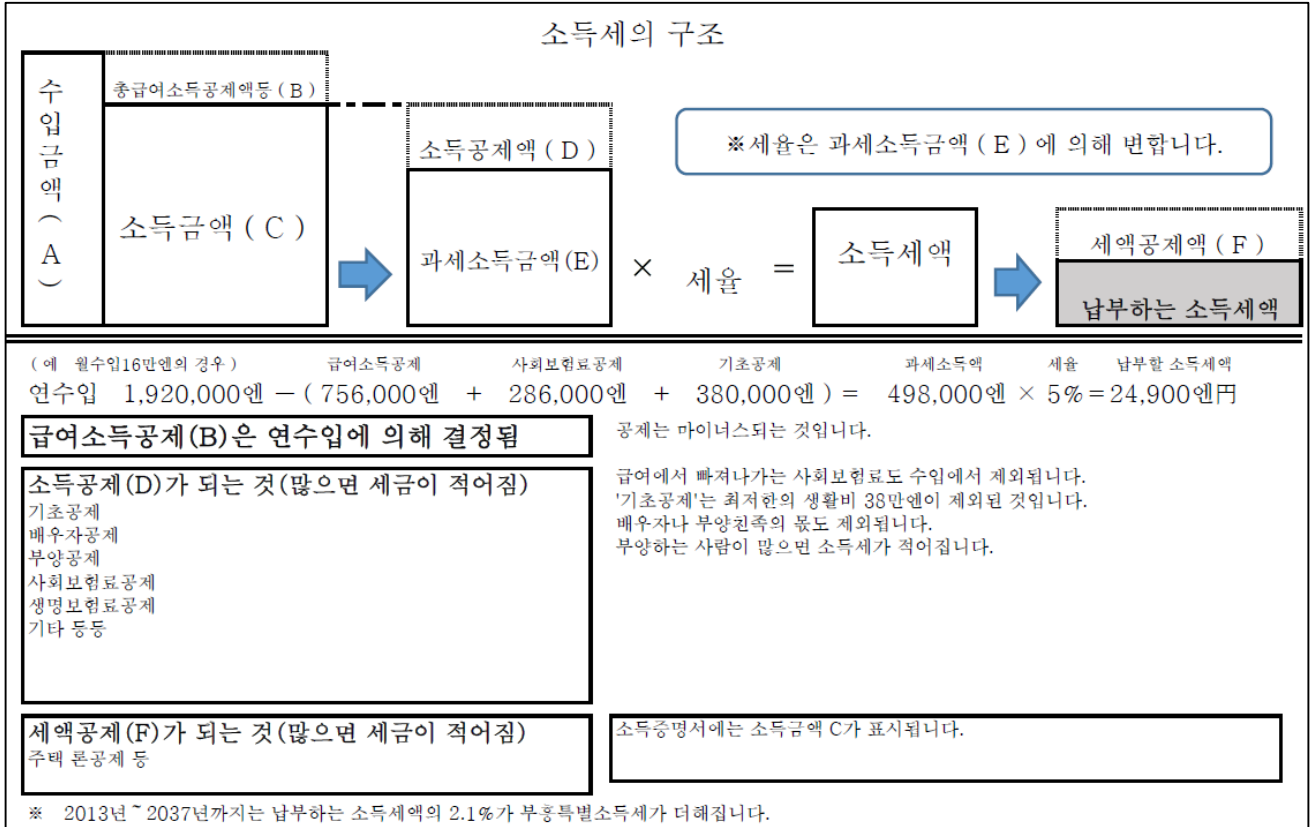 소득세의 구조
수입금액(A)
총급여소득공제액등(B)
소득금액(C)
소득공제액(D)
과세소득금액(E)
※세율은 과세소득금액(E)에 의해 변합니다.
× 세율 =
소득세액
세액공제액(F)
납부하는 소득세액
(예 월수입16만엔의 경우) 급여소득공제 사회보험료공제 기초공제 과세소득액 세율 납부할 소득세액
연수입 1,920,000엔 －(756,000엔 + 286,000엔 + 380,000엔) = 498,000엔 × 5%=24,900엔円
급여소득공제(B)은 연수입에 의해 결정됨
공제는 마이너스되는 것입니다.
소득공제(D)가 되는 것(많으면 세금이 적어짐)
기초공제
배우자공제
부양공제
사회보험료공제
생명보험료공제
기타 등등
급여에서 빠져나가는 사회보험료도 수입에서 제외됩니다.
'기초공제'는 최저한의 생활비 38만엔이 제외된 것입니다.
배우자나 부양친족의 몫도 제외됩니다.
부양하는 사람이 많으면 소득세가 적어집니다.
세액공제(F)가 되는 것(많으면 세금이 적어짐)
주택 론공제 등
소득증명서에는 소득금액 C가 표시됩니다.
※ 2013년~2037년까지는 납부하는 소득세액의 2.1%가 부흥특별소득세가 더해집니다.